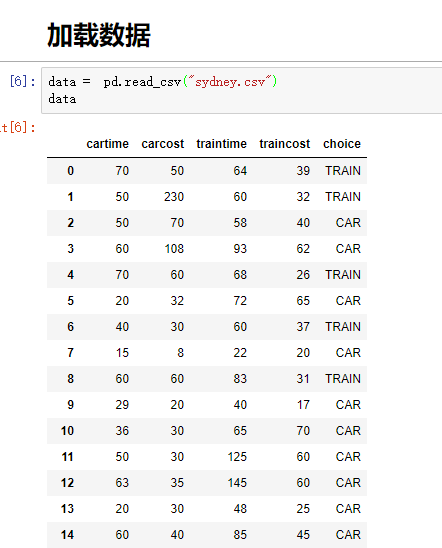 加载数据
[6]: data =  pd.read_csv("sydney.csv")
data
t[6]:
cartime carcost traintime traincost choice
0 70 50 64 39 TRAIN
1 50 230 60 32 TRAIN
2 50 70 58 40 CAR
3 60 108 93 62 CAR
4 70 60 68 26 TRAIN
5 20 32 72 65 CAR
6 40 30 60 37 TRAIN
7 15 8 22 20 CAR
8 60 60 83 31 TRAIN
9 29 20 40 17 CAR
10 36 30 65 70 CAR
11 50 30 125 60 CAR
12 63 35 145 60 CAR
13 20 30 48 25 CAR
14 60 40 85 45 CAR